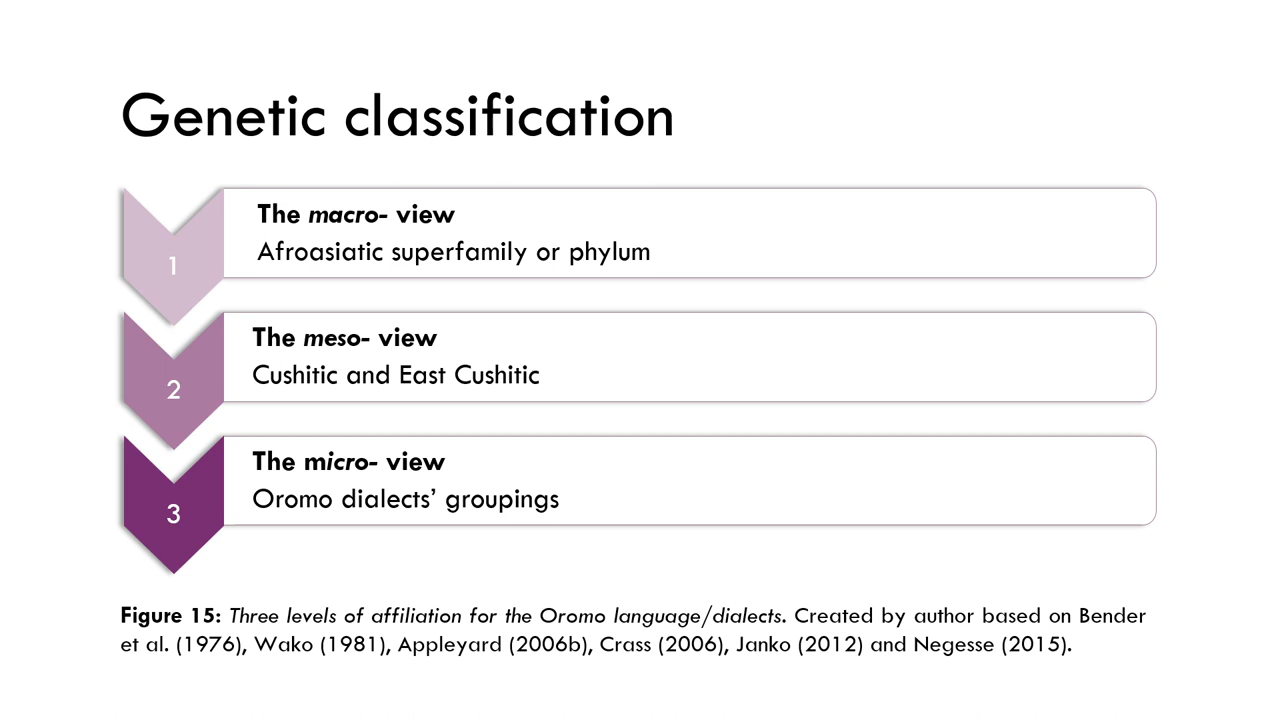 Genetic classification
1
The macro- view
Afroasiatic superfamily or phylum
2
The meso- view
Cushitic and East Cushitic
3
The micro- view
Oromo dialects’ groupings
Figure 15: Three levels of affiliation for the Oromo language/dialects. Created by author based on Bender
et al. (1976), Wako (1981), Appleyard (2006b), Crass (2006), Janko (2012) and Negesse (2015).